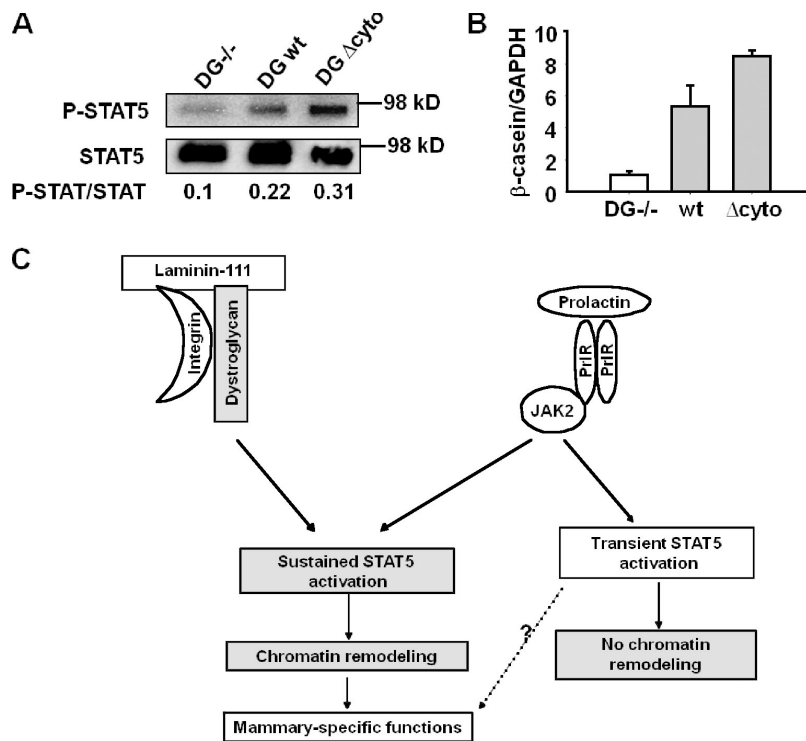 A
DG-/-
DG wt
DG Δcyto
P-STAT5
98 kD
STAT5
98 kD
P-STAT/STAT 0.1 0.22 0.31
B
β-casein/GAPDH
10
8
6
4
2
0
DG-/- wt Δcyto
C
Laminin-111
Integrin
Dystroglycan
Prolactin
PrlR
PrlR
JAK2
Sustained STAT5
activation
Transient STAT5
activation
?
Chromatin remodeling
No chromatin
remodeling
Mammary-specific functions